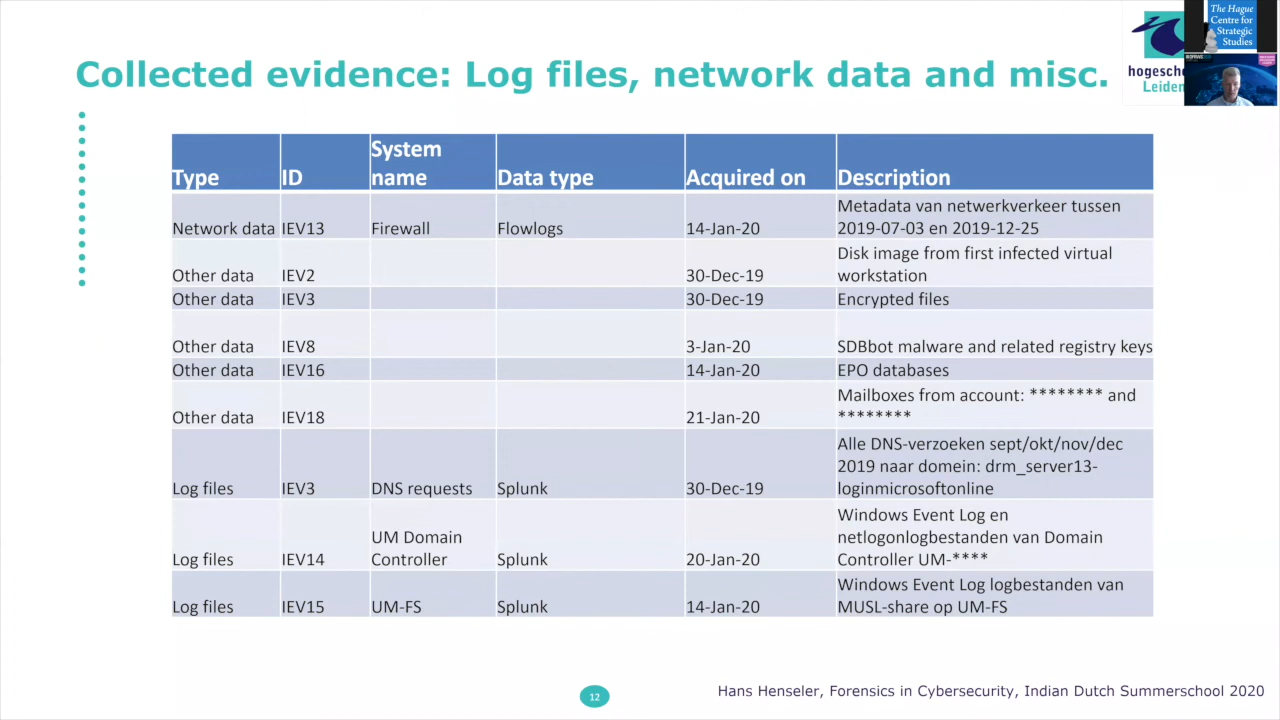 The Hague
Centre for
Strategic
Studies
Collected evidence: Log files, network data and misc.
hogesch
Leiden
Type ID System name Data type Acquired on Description
Network data IEV13 Firewall Flowlogs 14-Jan-20 Metadata van netwerkverkeer tussen
2019-07-03 en 2019-12-25
Other data IEV2 30-Dec-19 Disk image from first infected virtual
workstation
Other data IEV3 30-Dec-19 Encrypted files
Other data IEV8 3-Jan-20 SDBbot malware and related registry keys
Other data IEV16 14-Jan-20 EPO databases
Other data IEV18 21-Jan-20 Mailboxes from account: ******** and
********
Log files IEV3 DNS requests Splunk 30-Dec-19 Alle DNS-verzoeken sept/okt/nov/dec
2019 naar domein: drm_server13-
loginmicrosoftonline
Log files IEV14 UM Domain Controller Splunk 20-Jan-20 Windows Event Log en
netlogonlogbestanden van Domain
Controller UM-****
Log files IEV15 UM-FS Splunk 14-Jan-20 Windows Event Log logbestanden van
MUSL-share op UM-FS
12
Hans Henseler, Forensics in Cybersecurity, Indian Dutch Summerschool 2020